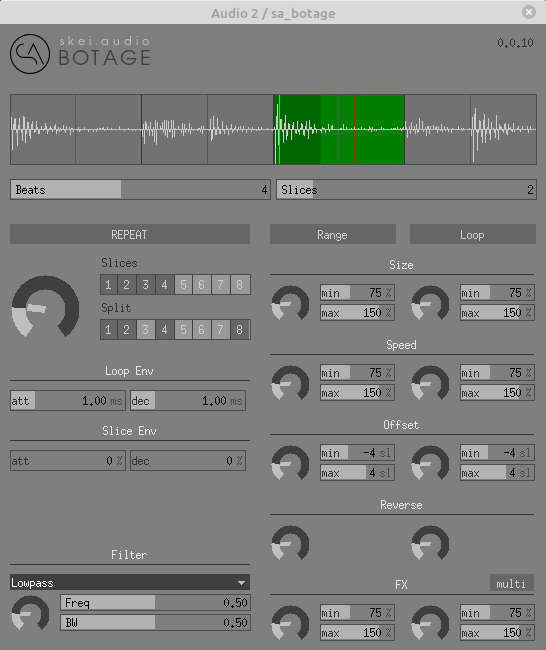 Audio 2 / sa_botage
skei.audio
BOTAGE
0.0.10
Beats 4
Slices 2
REPEAT
Range
Loop
Slices
1 2 3 4 5 6 7 8
Split
1 2 3 4 5 6 7 8
Loop Env
att 1.00 ms
dec 1.00 ms
Slice Env
att 0 %
dec 0 %
Filter
Lowpass
Freq 0.50
BW 0.50
Size
min 75 %
max 150 %
min 75 %
max 150 %
Speed
min 75 %
max 150 %
min 75 %
max 150 %
Offset
min -4 sl
max 4 sl
min -4 sl
max 4 sl
Reverse
FX
multi
min 75 %
max 150 %
min 75 %
max 150 %